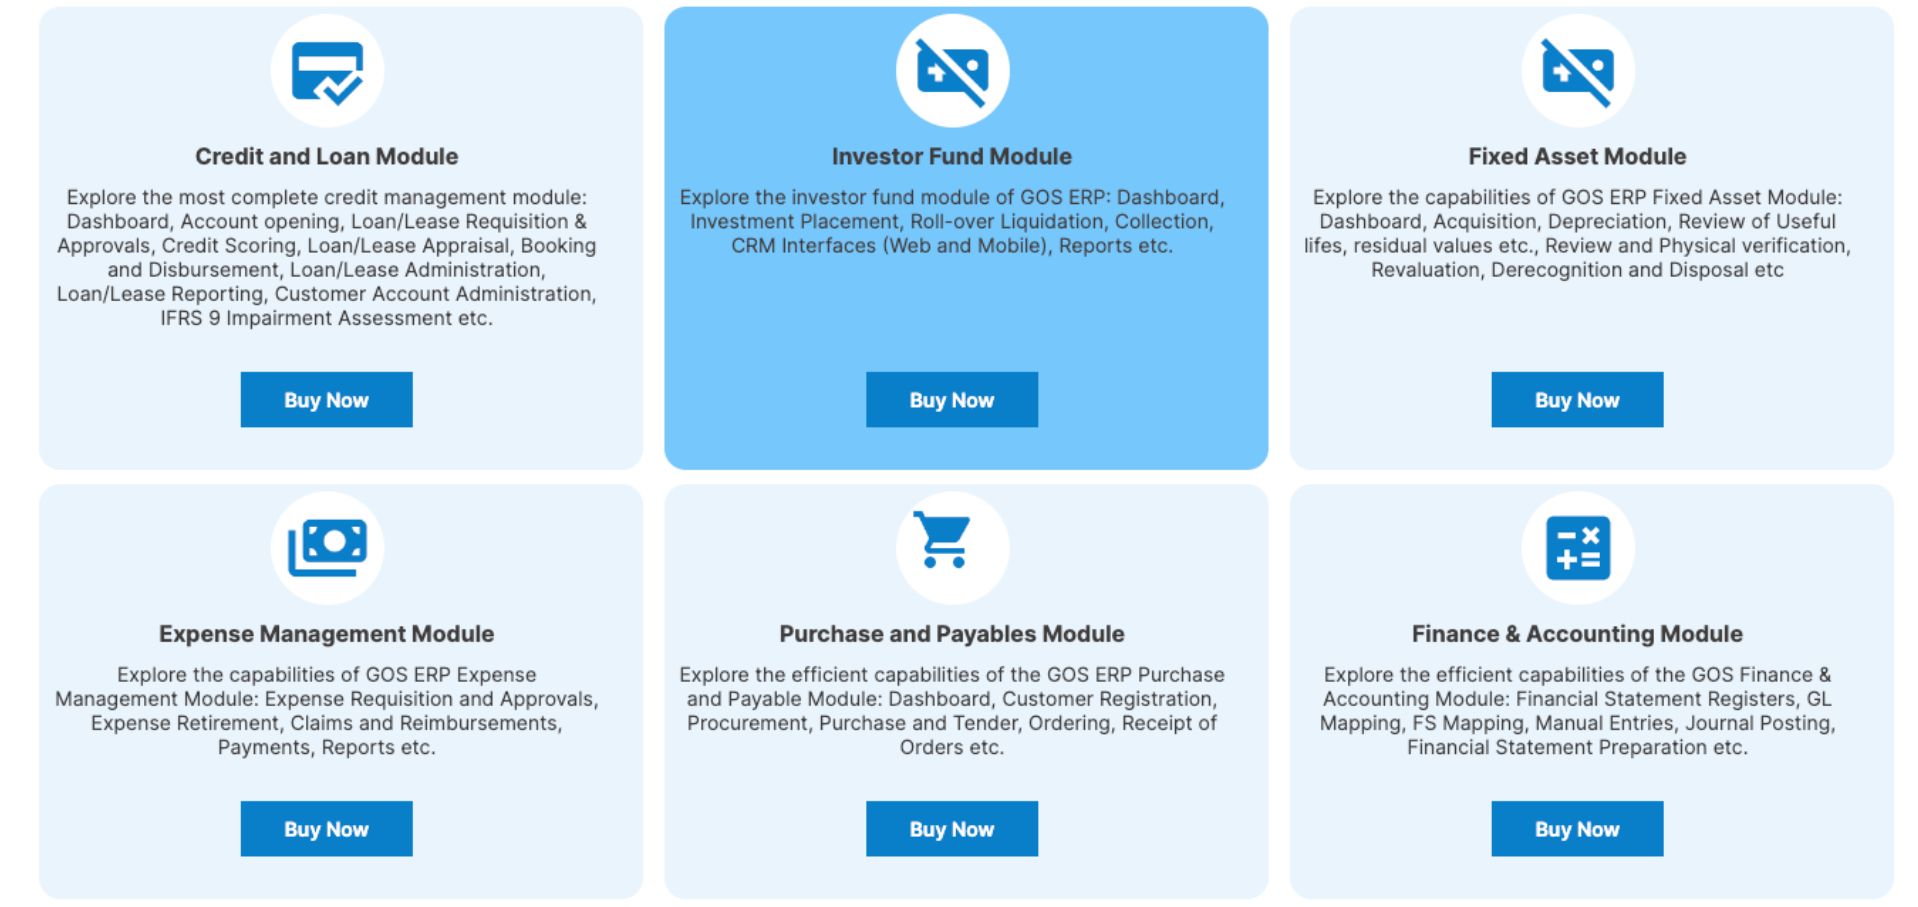 Credit and Loan Module
Explore the most complete credit management module:
Dashboard, Account opening, Loan/Lease Requisition &
Approvals, Credit Scoring, Loan/Lease Appraisal, Booking
and Disbursement, Loan/Lease Administration,
Loan/Lease Reporting, Customer Account Administration,
IFRS 9 Impairment Assessment etc.
Buy Now
Investor Fund Module
Explore the investor fund module of GOS ERP: Dashboard,
Investment Placement, Roll-over Liquidation, Collection,
CRM Interfaces (Web and Mobile), Reports etc.
Buy Now
Fixed Asset Module
Explore the capabilities of GOS ERP Fixed Asset Module:
Dashboard, Acquisition, Depreciation, Review of Useful
lifes, residual values etc., Review and Physical verification,
Revaluation, Derecognition and Disposal etc
Buy Now
Expense Management Module
Explore the capabilities of GOS ERP Expense
Management Module: Expense Requisition and Approvals,
Expense Retirement, Claims and Reimbursements,
Payments, Reports etc.
Buy Now
Purchase and Payables Module
Explore the efficient capabilities of the GOS ERP Purchase
and Payable Module: Dashboard, Customer Registration,
Procurement, Purchase and Tender, Ordering, Receipt of
Orders etc.
Buy Now
Finance & Accounting Module
Explore the efficient capabilities of the GOS Finance &
Accounting Module: Financial Statement Registers, GL
Mapping, FS Mapping, Manual Entries, Journal Posting,
Financial Statement Preparation etc.
Buy Now